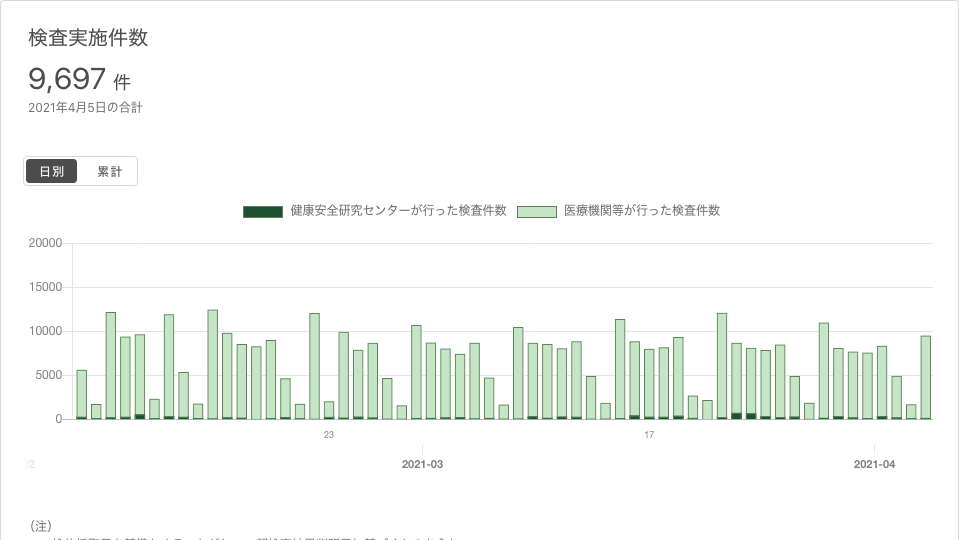 検査実施件数
9,697 件
2021年4月5日の合計
日別 累計
健康安全研究センターが行った検査件数 医療機関等が行った検査件数
20000
15000
10000
5000
0
23 17
2021-03 2021-04
（注）